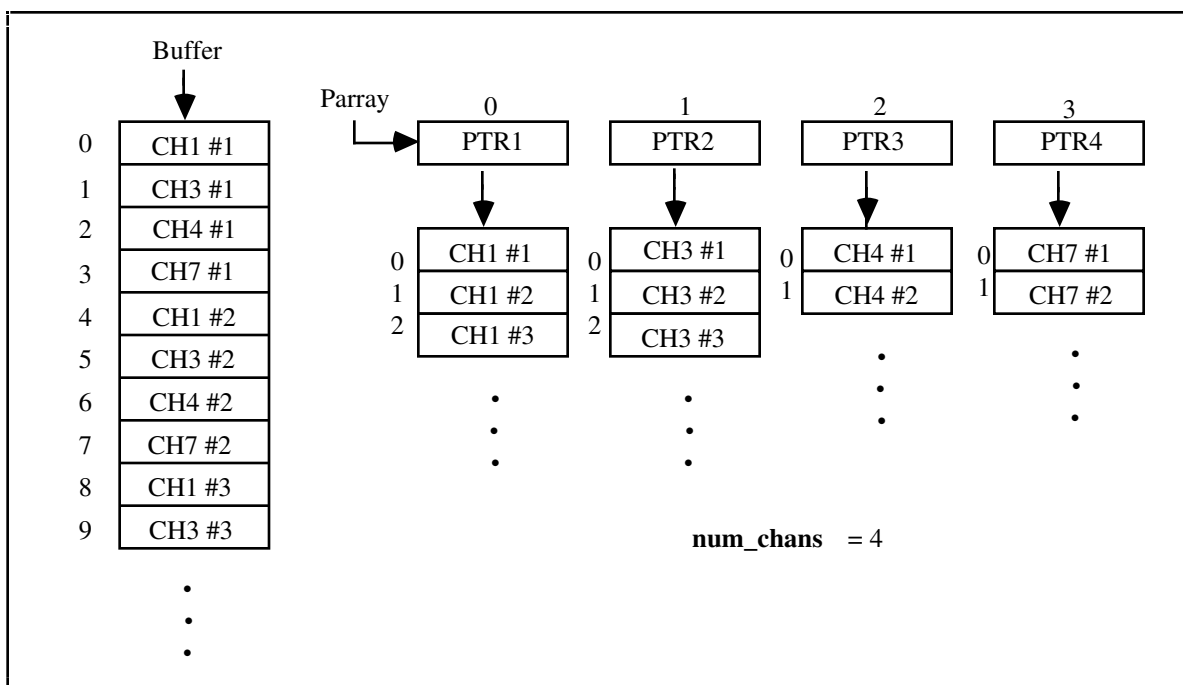 Buffer
0 CH1 #1
1 CH3 #1
2 CH4 #1
3 CH7 #1
4 CH1 #2
5 CH3 #2
6 CH4 #2
7 CH7 #2
8 CH1 #3
9 CH3 #3
Parray
0 1 2 3
PTR1 PTR2 PTR3 PTR4
0 CH1 #1
1 CH1 #2
2 CH1 #3
0 CH3 #1
1 CH3 #2
2 CH3 #3
0 CH4 #1
1 CH4 #2
0 CH7 #1
1 CH7 #2
num_chans = 4